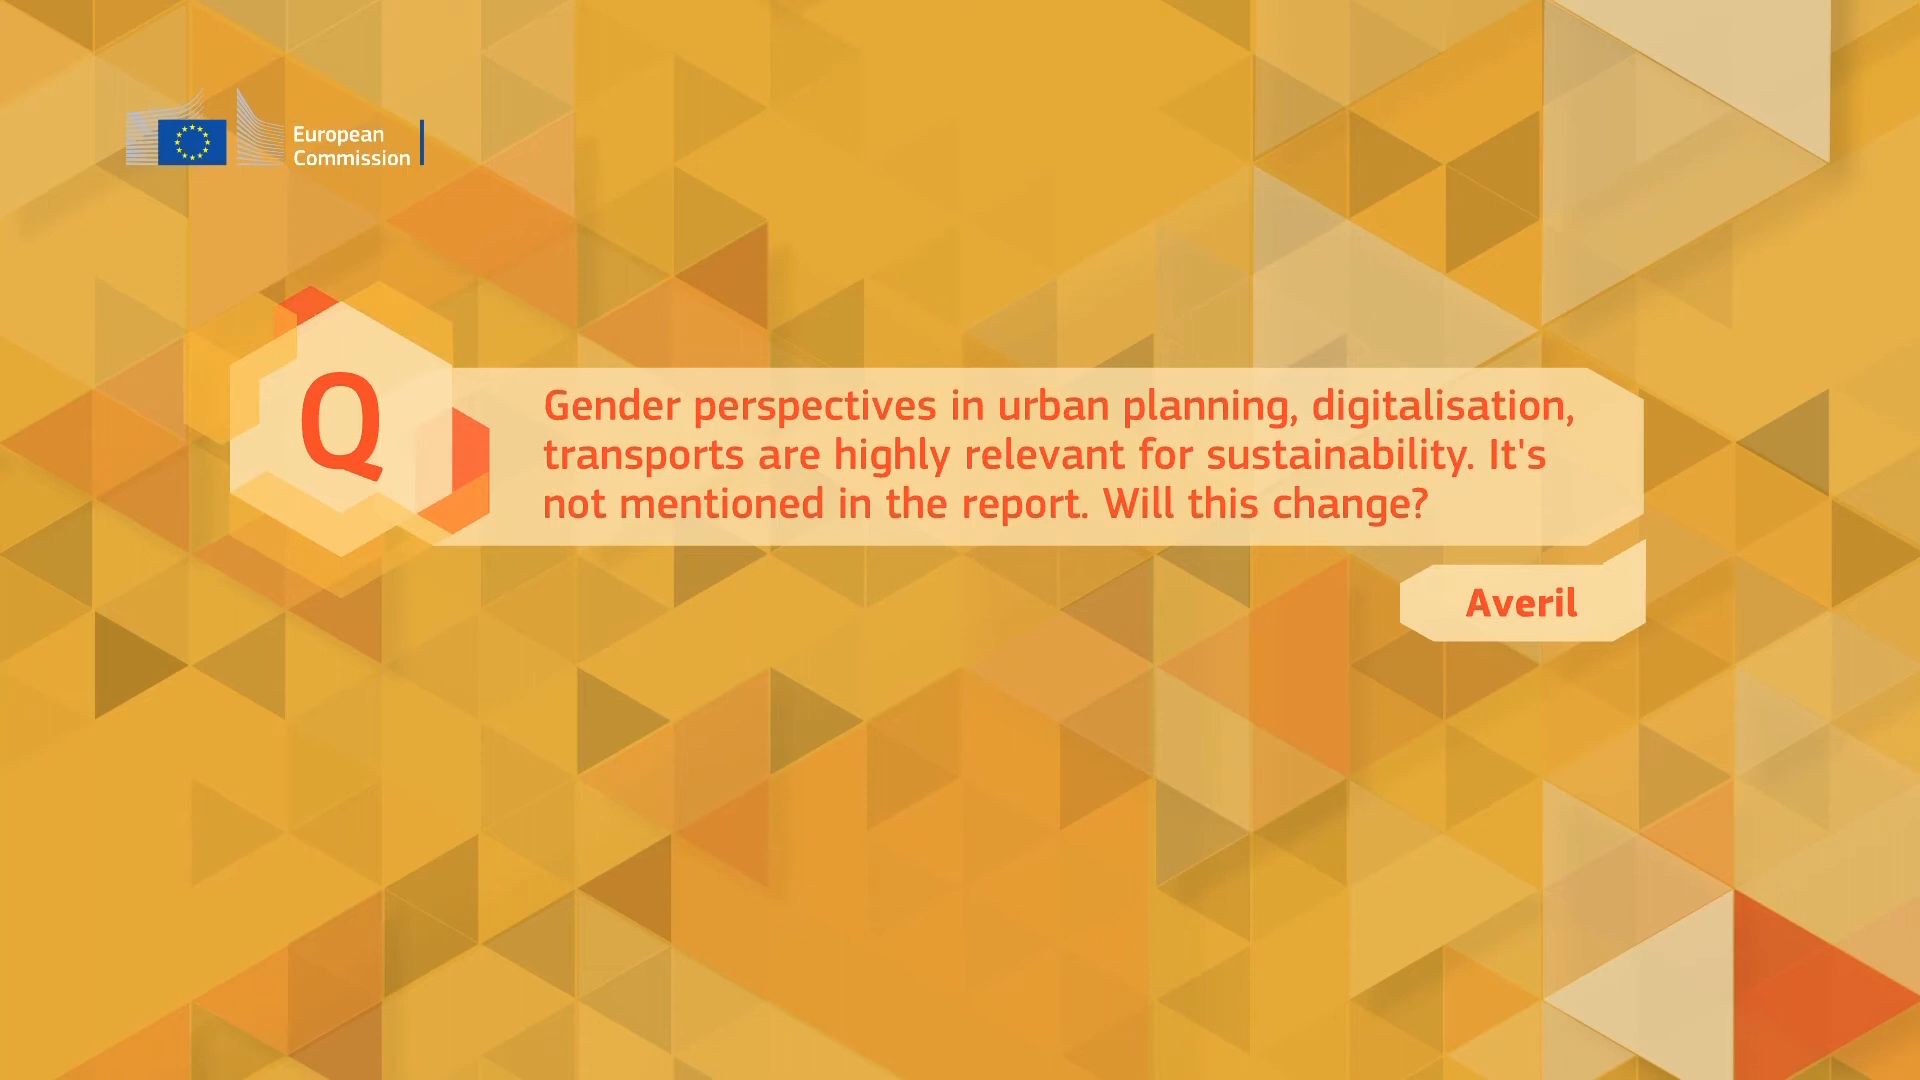 European
Commission
Q
Gender perspectives in urban planning, digitalisation,
transports are highly relevant for sustainability. It's
not mentioned in the report. Will this change?
Averil